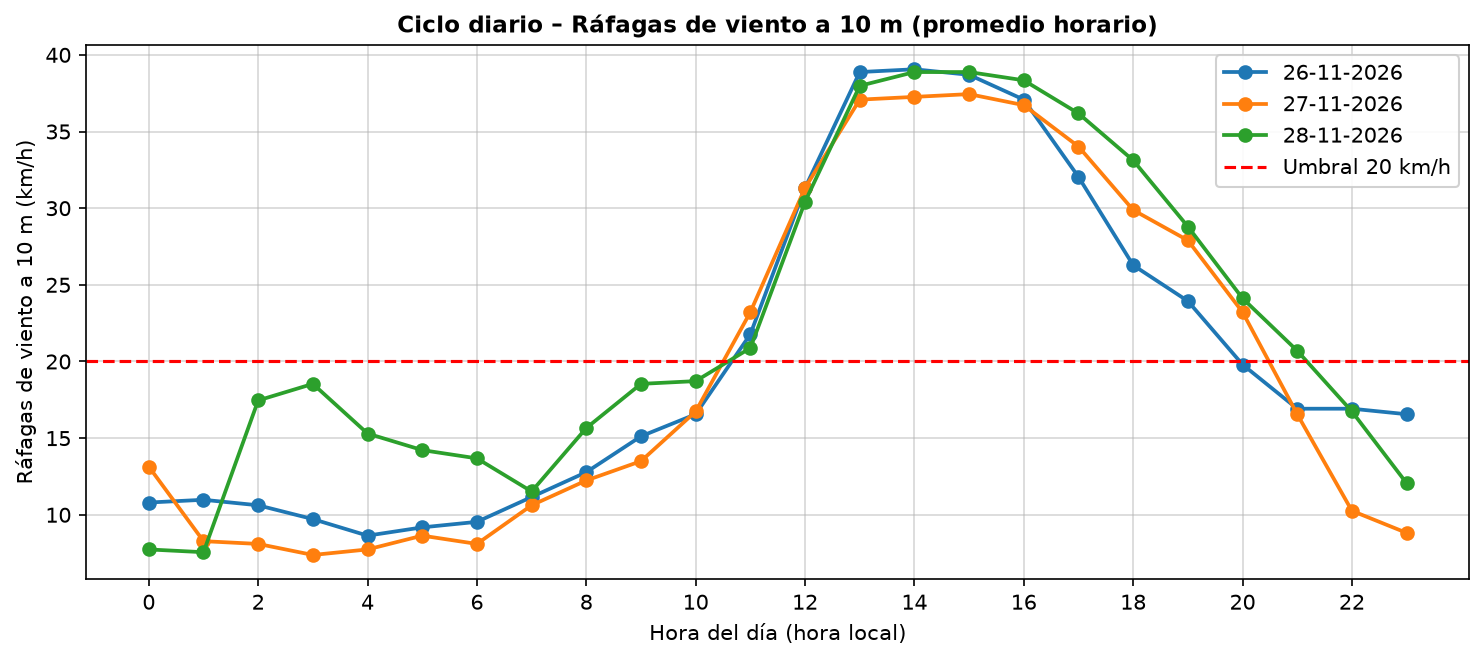 Ciclo diario – Ráfagas de viento a 10 m (promedio horario)
Ráfagas de viento a 10 m (km/h)
40
35
30
25
20
15
10
26-11-2026
27-11-2026
28-11-2026
Umbral 20 km/h
0 2 4 6 8 10 12 14 16 18 20 22
Hora del día (hora local)